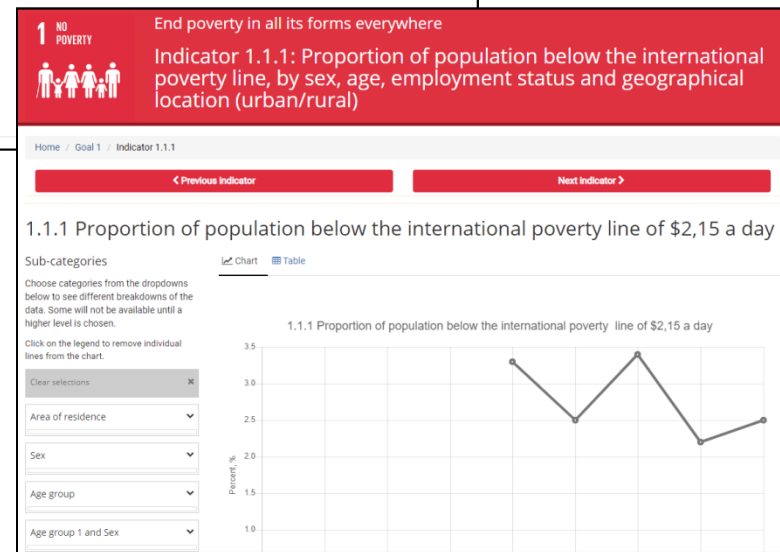 1 NO
POVERTY
End poverty in all its forms everywhere
Indicator 1.1.1: Proportion of population below the international
poverty line, by sex, age, employment status and geographical
location (urban/rural)
Home / Goal 1 / Indicator 1.1.1
Previous Indicator
Next Indicator
1.1.1 Proportion of population below the international poverty line of $2,15 a day
Sub-categories
Choose categories from the dropdowns
below to see different breakdowns of the
data. Some will not be available until a
higher level is chosen.
Click on the legend to remove individual
lines from the chart.
Clear selections
Area of residence
Sex
Age group
Age group 1 and Sex
Chart
Table
1.1.1 Proportion of population below the international poverty line of $2,15 a day
Percent, %
3.5
3.0
2.5
2.0
1.5
1.0